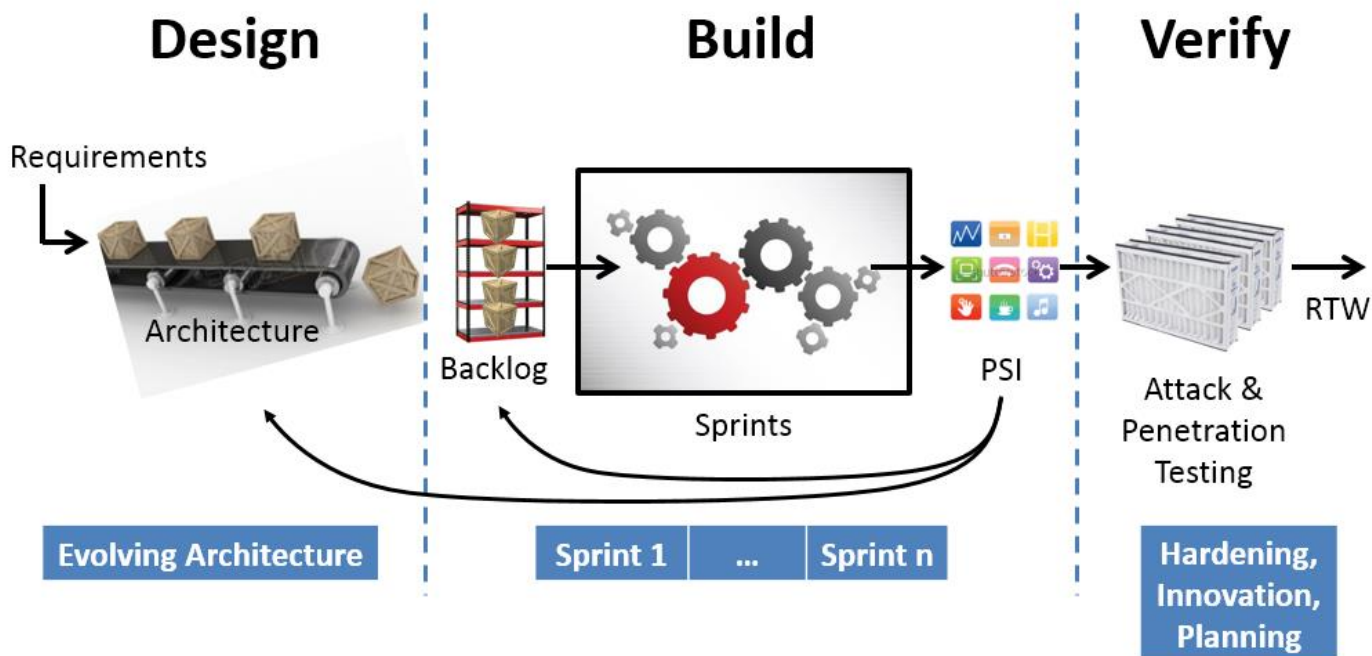 Design
Build
Verify
Requirements
Architecture
Backlog
Sprints
PSI
RTW
Attack &
Penetration
Testing
Evolving Architecture
Sprint 1
...
Sprint n
Hardening,
Innovation,
Planning